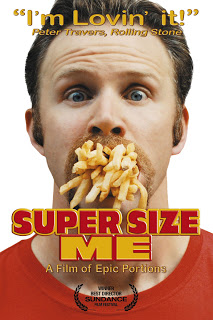 “I'm Lovin' it!”
Peter Travers, Rolling Stone
SUPER SIZE
ME
A Film of Epic Portions
WINNER
BEST DIRECTOR
SUNDANCE
FILM FESTIVAL